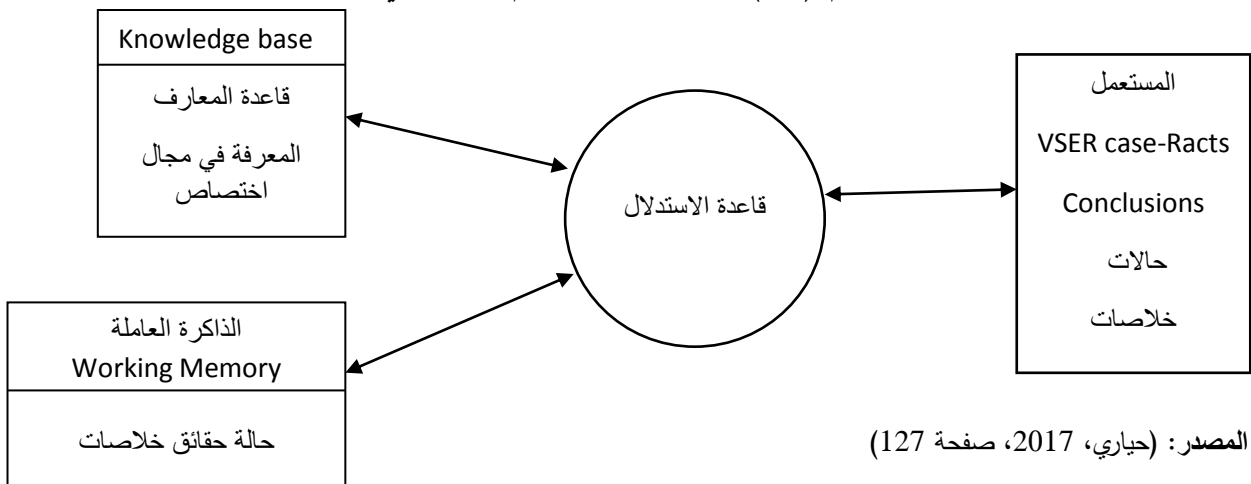 Knowledge base
قاعدة المعارف
المعرفة في مجال
اختصاص
قاعدة الاستدلال
المستعمل
VSER case-Racts
Conclusions
حالات
خلاصات
الذاكرة العاملة
Working Memory
حالة حقائق خلاصات
المصدر: (حياري، 2017، صفحة 127)